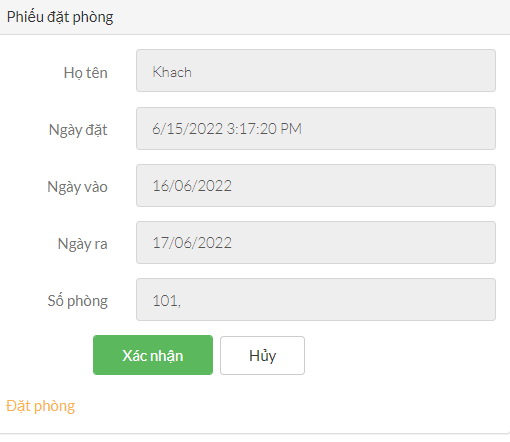 Phiếu đặt phòng
Họ tên Khach
Ngày đặt 6/15/2022 3:17:20 PM
Ngày vào 16/06/2022
Ngày ra 17/06/2022
Số phòng 101,
Xác nhận Hủy
Đặt phòng